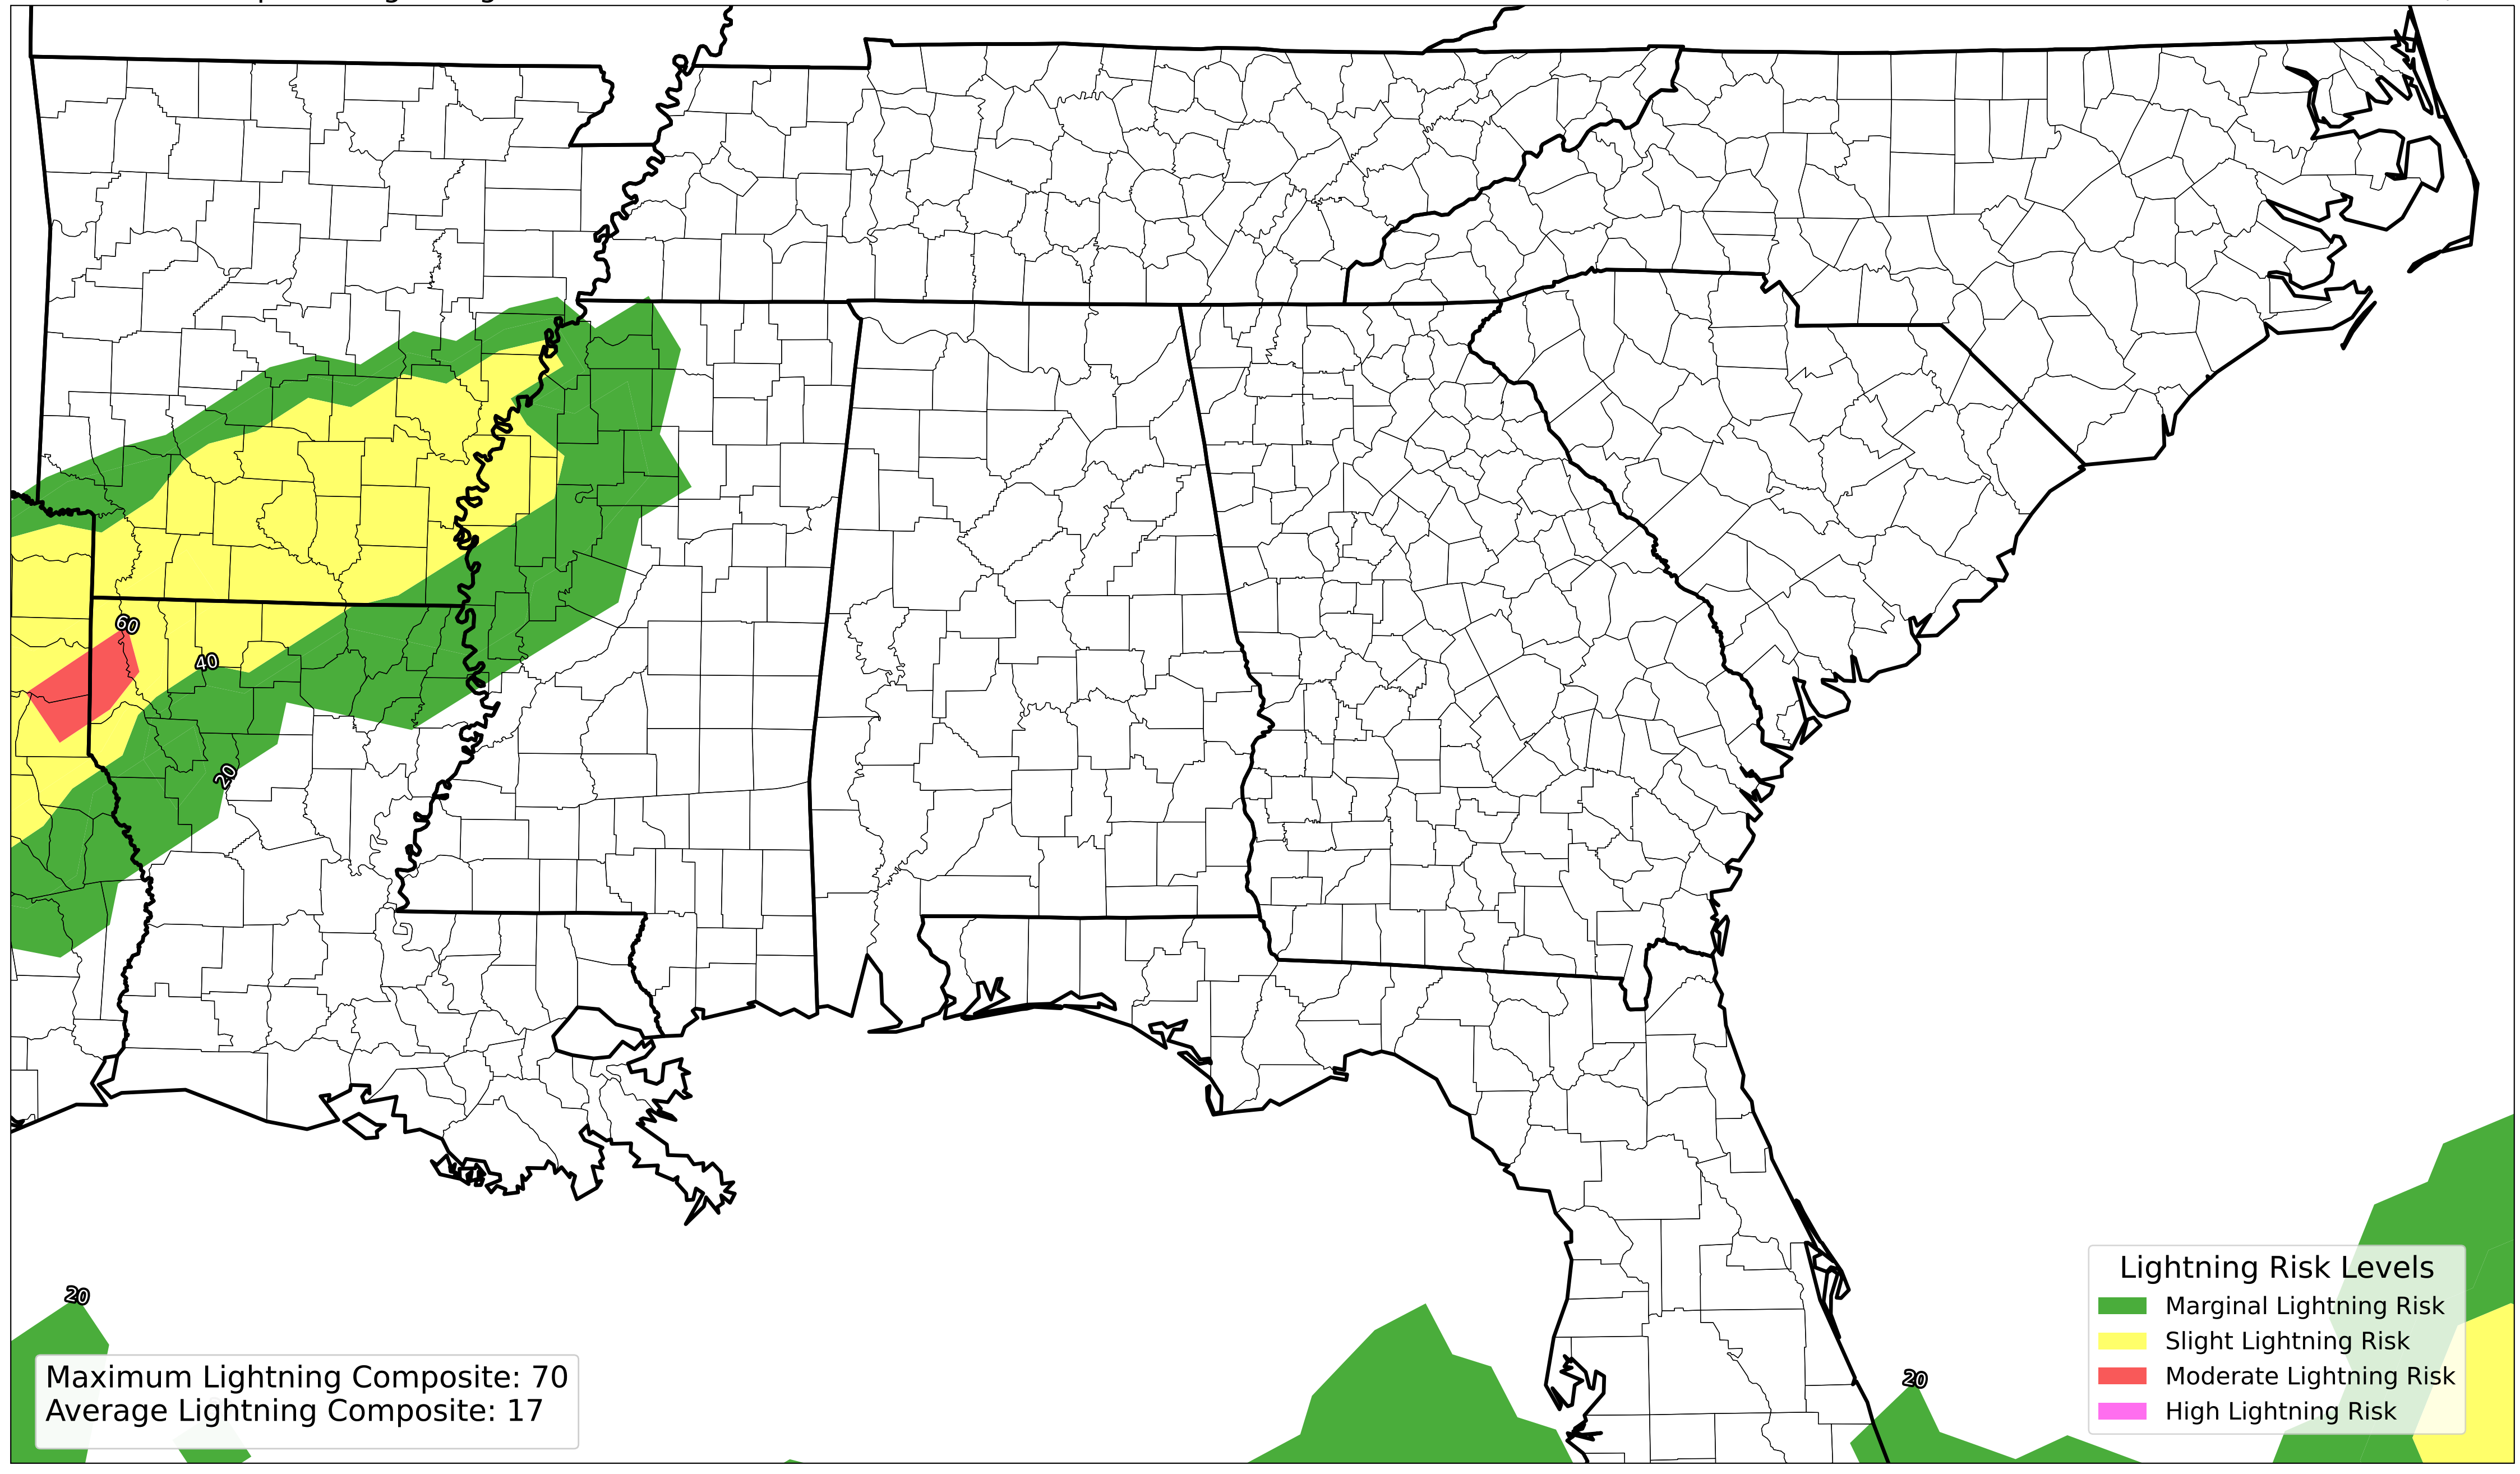 60
40
20
20
20
Maximum Lightning Composite: 70
Average Lightning Composite: 17
Lightning Risk Levels
Marginal Lightning Risk
Slight Lightning Risk
Moderate Lightning Risk
High Lightning Risk